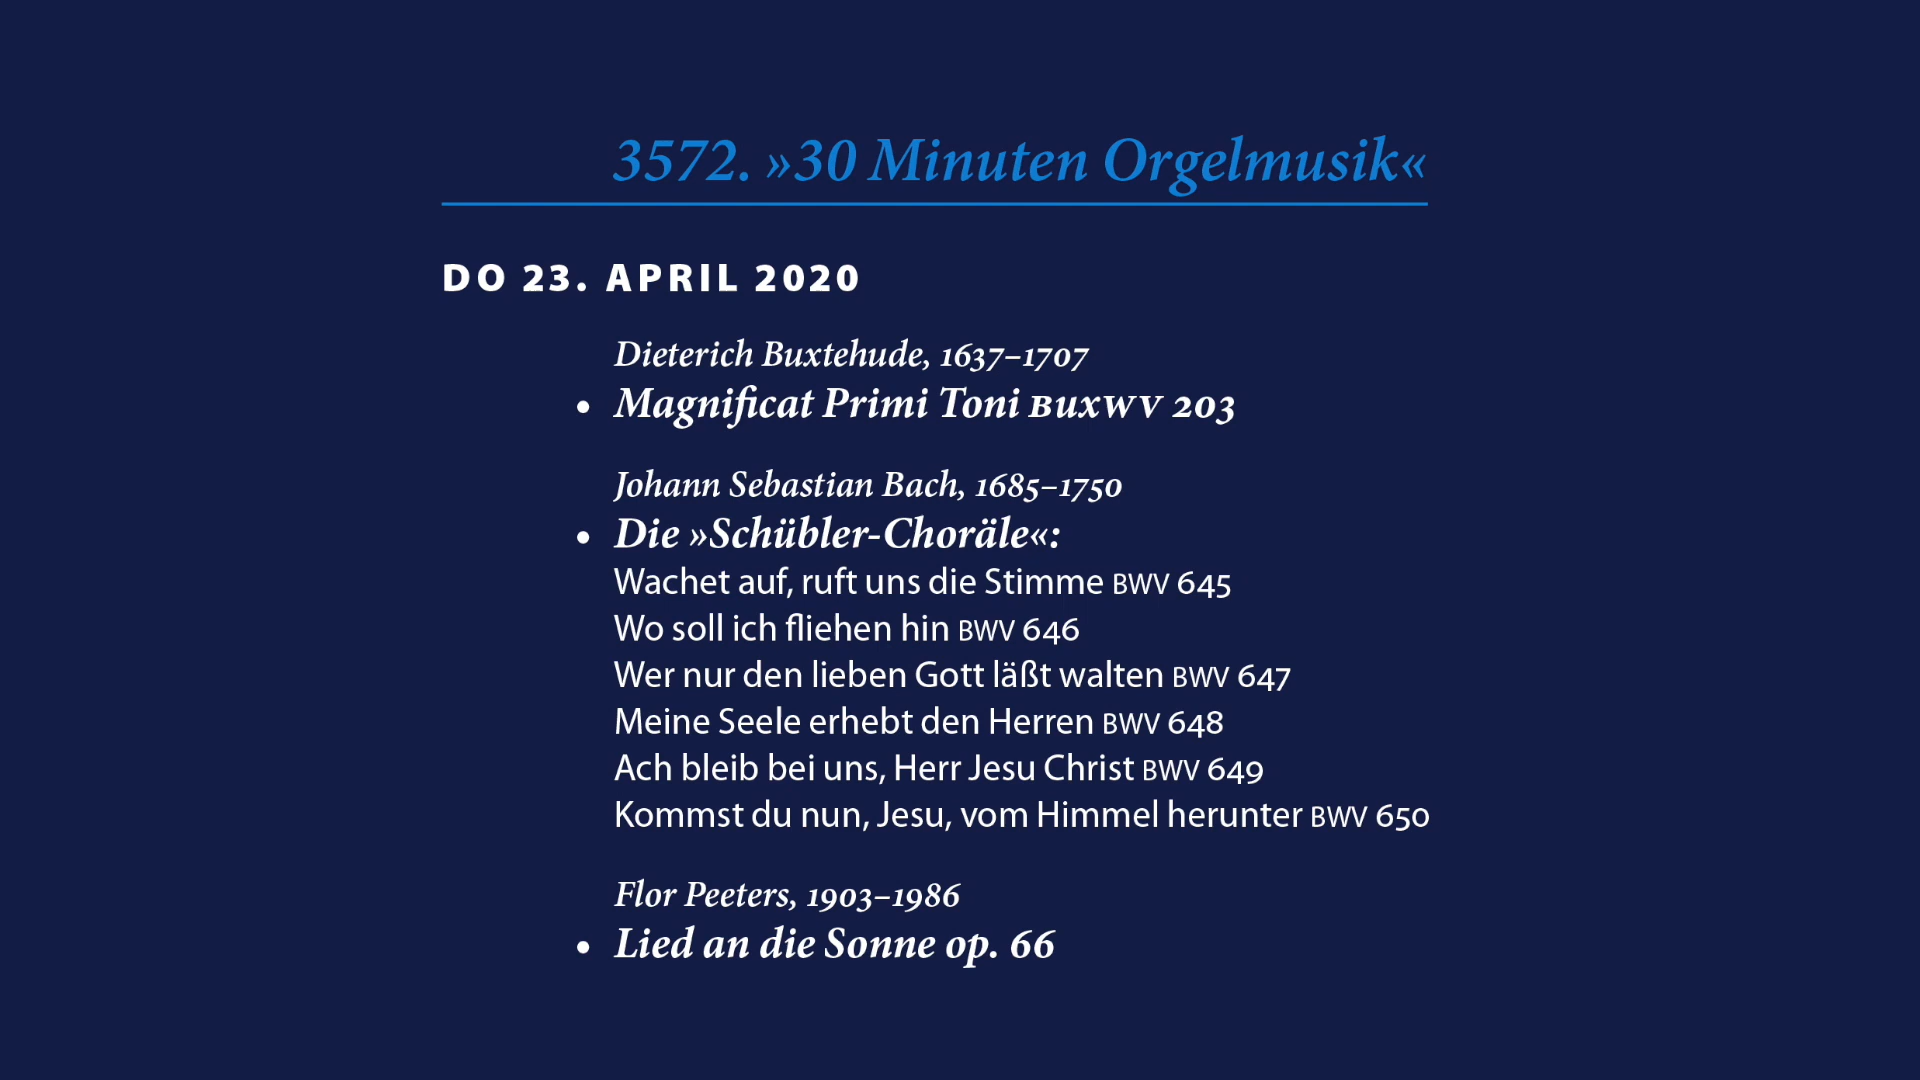 3572. »30 Minuten Orgelmusik«
DO 23. APRIL 2020
Dieterich Buxtehude, 1637–1707
• Magnificat Primi Toni BuxWV 203
Johann Sebastian Bach, 1685–1750
• Die »Schübler-Choräle«:
Wachet auf, ruft uns die Stimme BWV 645
Wo soll ich fliehen hin BWV 646
Wer nur den lieben Gott läßt walten BWV 647
Meine Seele erhebt den Herren BWV 648
Ach bleib bei uns, Herr Jesu Christ BWV 649
Kommst du nun, Jesu, vom Himmel herunter BWV 650
Flor Peeters, 1903–1986
• Lied an die Sonne op. 66